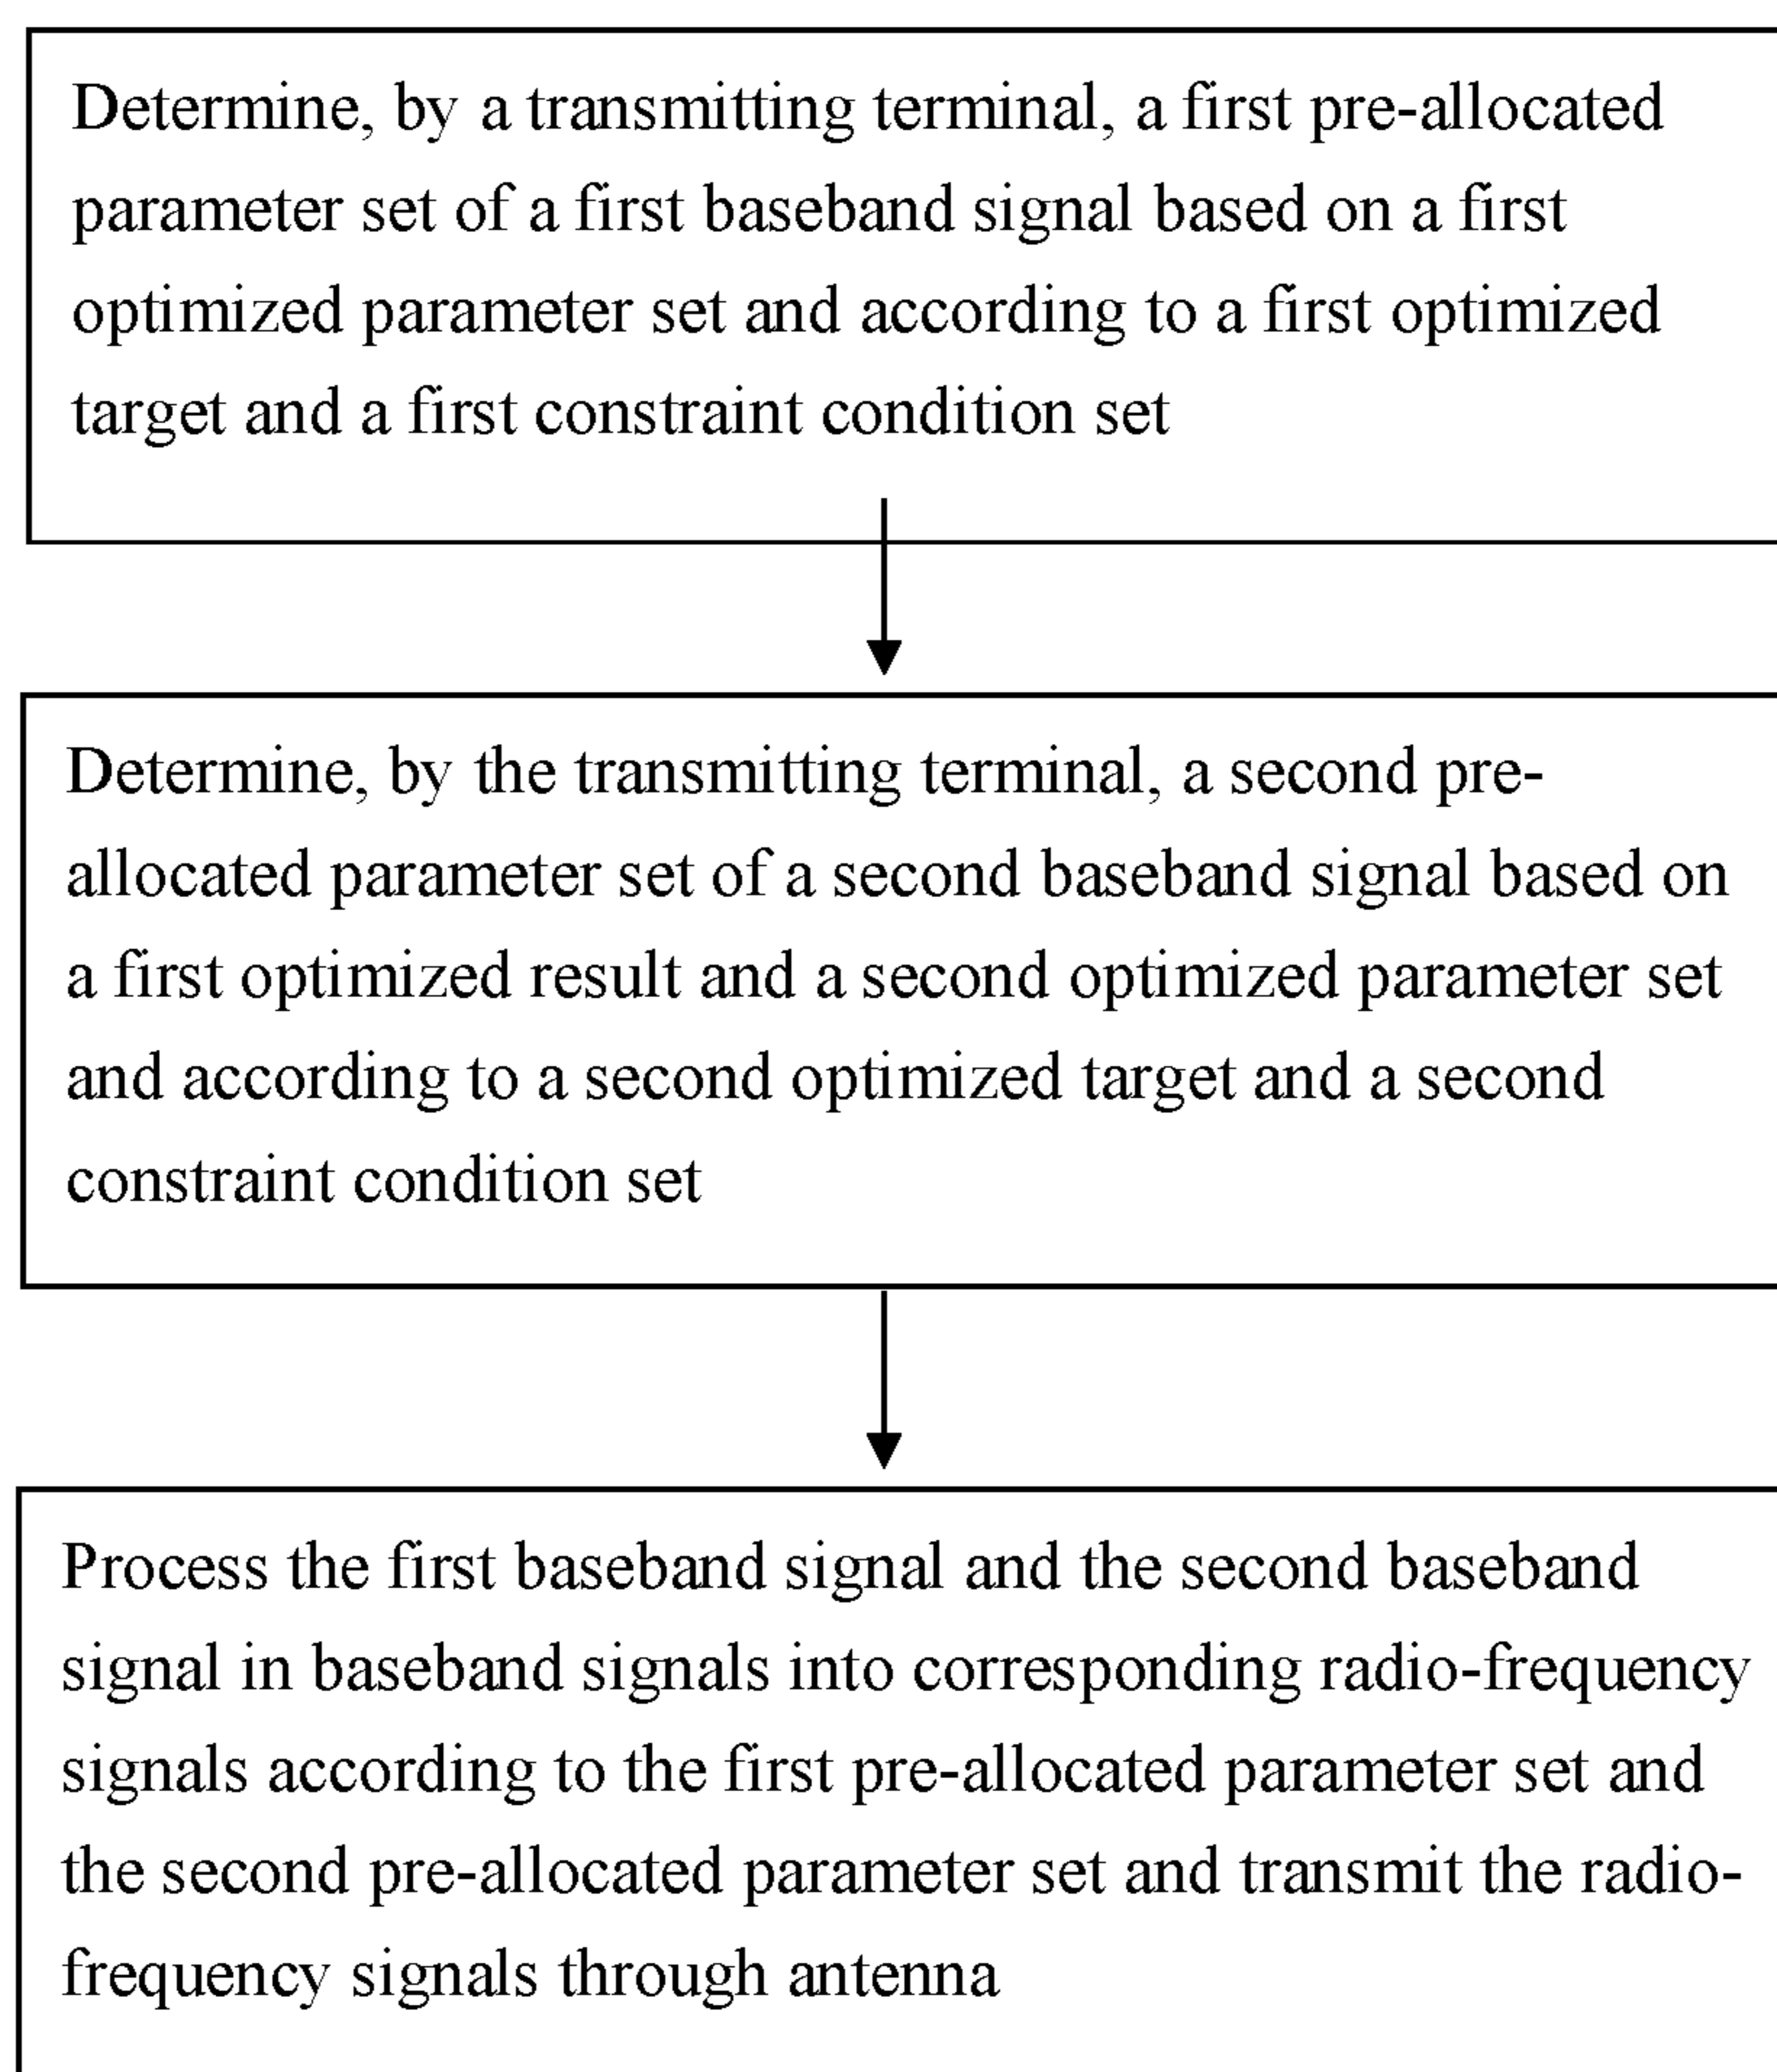 Determine, by a transmitting terminal, a first pre-allocated
parameter set of a first baseband signal based on a first
optimized parameter set and according to a first optimized
target and a first constraint condition set
Determine, by the transmitting terminal, a second pre-
allocated parameter set of a second baseband signal based on
a first optimized result and a second optimized parameter set
and according to a second optimized target and a second
constraint condition set
Process the first baseband signal and the second baseband
signal in baseband signals into corresponding radio-frequency
signals according to the first pre-allocated parameter set and
the second pre-allocated parameter set and transmit the radio-
frequency signals through antenna